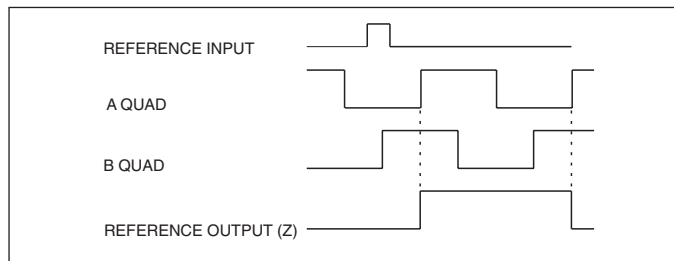 REFERENCE INPUT
A QUAD
B QUAD
REFERENCE OUTPUT (Z)